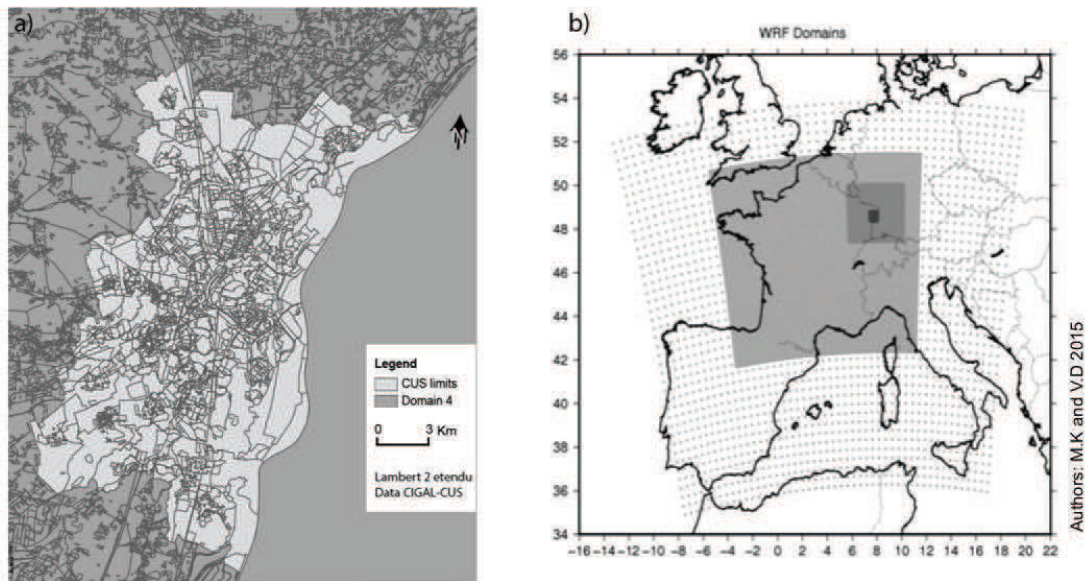 a)
N
Legend
CUS limits
Domain 4
0 3 Km
Lambert 2 etendu
Data CIGAL-CUS
b)
WRF Domains
56
54
52
50
48
46
44
42
40
38
36
34
-16 -14 -12 -10 -8 -6 -4 -2 0 2 4 6 8 10 12 14 16 18 20 22
Authors: M.K and V.D 2015